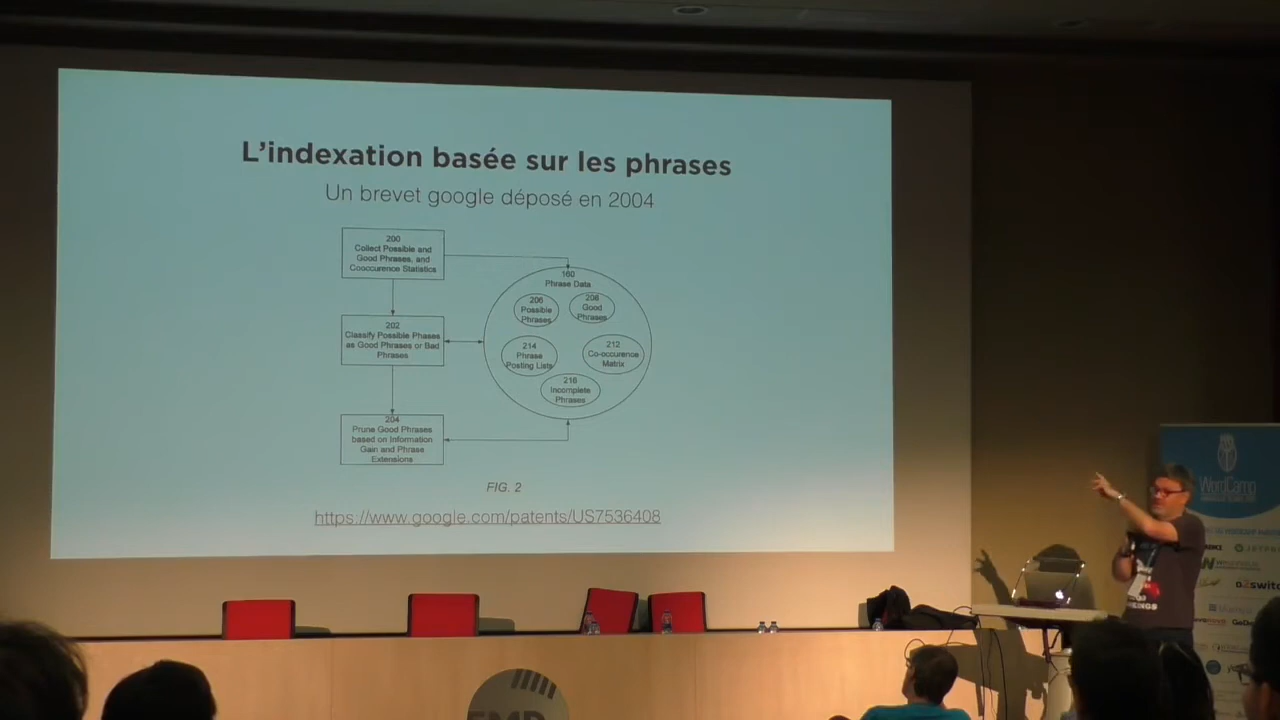 L'indexation basée sur les phrases
Un brevet google déposé en 2004
200
Collect Possible and
Good Phrases, and
Cooccurence Statistics
202
Classify Possible Phases
as Good Phrases or Bad
Phrases
204
Prune Good Phrases
based on Information
Gain and Phrase
Extensions
160
Phrase Data
206
Possible
Phrases
208
Good
Phrases
214
Phrase
Posting Lists
212
Co-occurence
Matrix
216
Incomplete
Phrases
FIG. 2
https://www.google.com/patents/US7536408
WordCamp